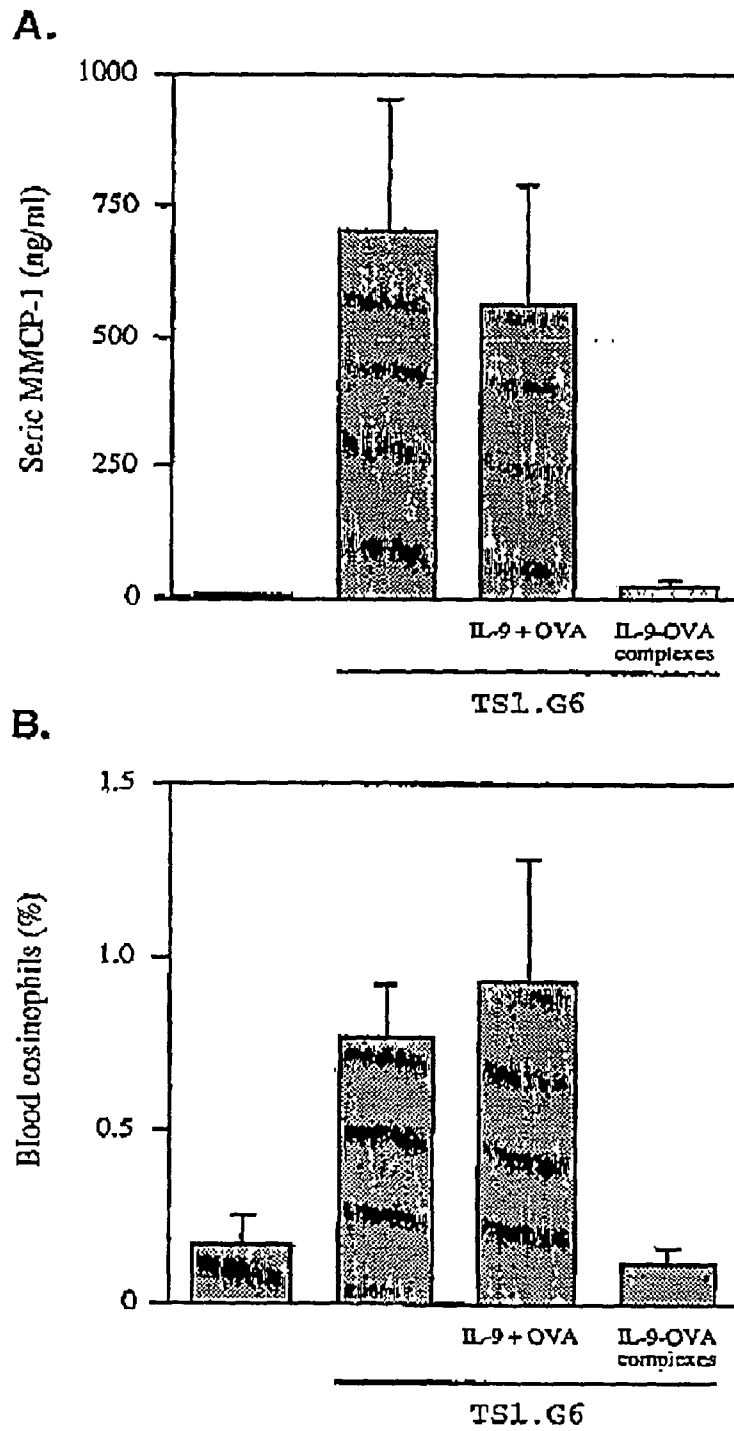 A.
Seric MMCP-1 (ng/ml)
1000
750
500
250
0
IL-9 + OVA
IL-9-OVA
complexes
TS1.G6
B.
Blood eosinophils (%)
1.5
1.0
0.5
0
IL-9 + OVA
IL-9-OVA
complexes
TS1.G6